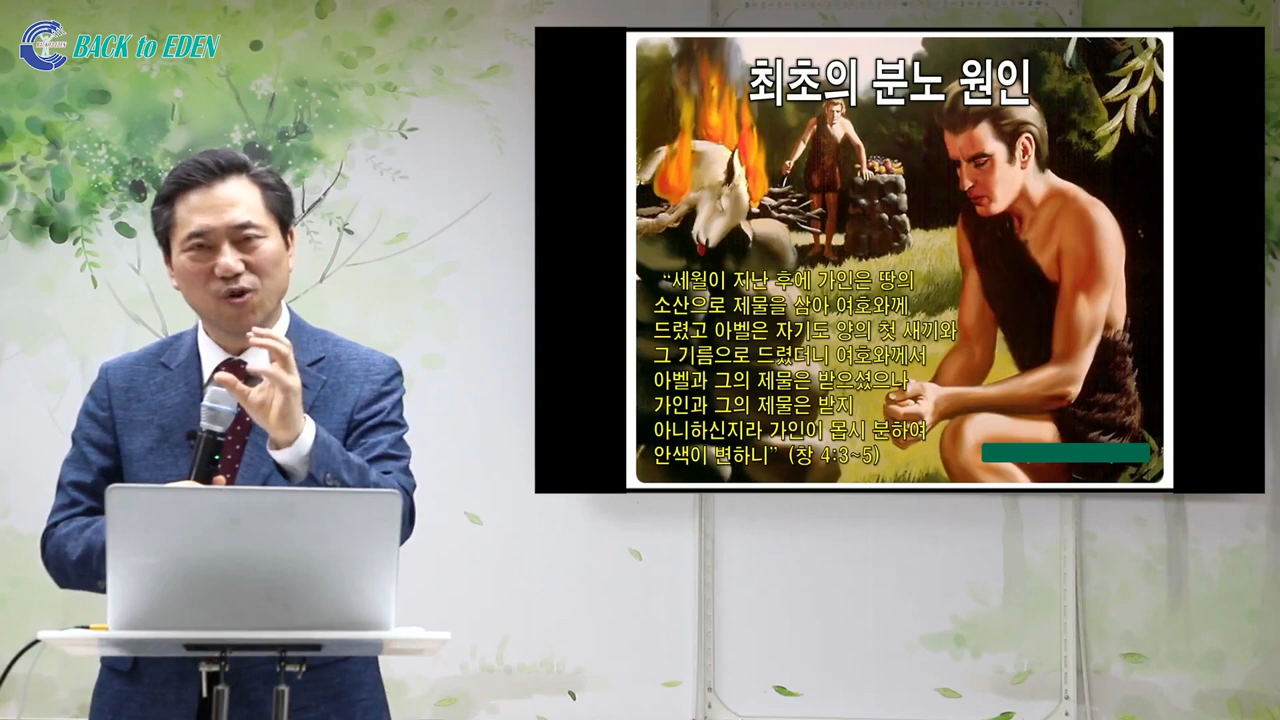 BACK to EDEN
최초의 분노 원인
“세월이 지난 후에 가인은 땅의
소산으로 제물을 삼아 여호와께
드렸고 아벨은 자기도 양의 첫 새끼와
그 기름으로 드렸더니 여호와께서
아벨과 그의 제물은 받으셨으나
가인과 그의 제물은 받지
아니하신지라 가인이 몹시 분하여
안색이 변하니” (창 4:3~5)